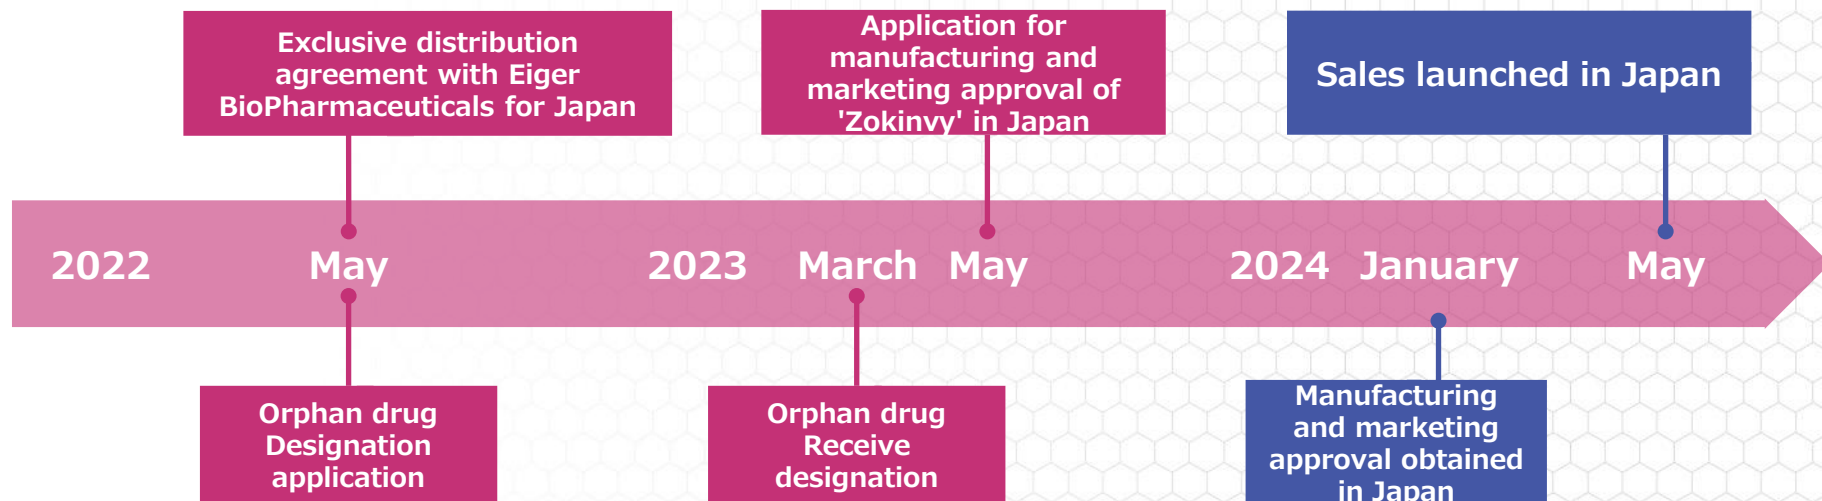 Exclusive distribution
agreement with Eiger
BioPharmaceuticals for Japan
Application for
manufacturing and
marketing approval of
'Zokinvy' in Japan
Sales launched in Japan
2022 May 2023 March May 2024 January May
Orphan drug
Designation
application
Orphan drug
Receive
designation
Manufacturing
and marketing
approval obtained
in Japan